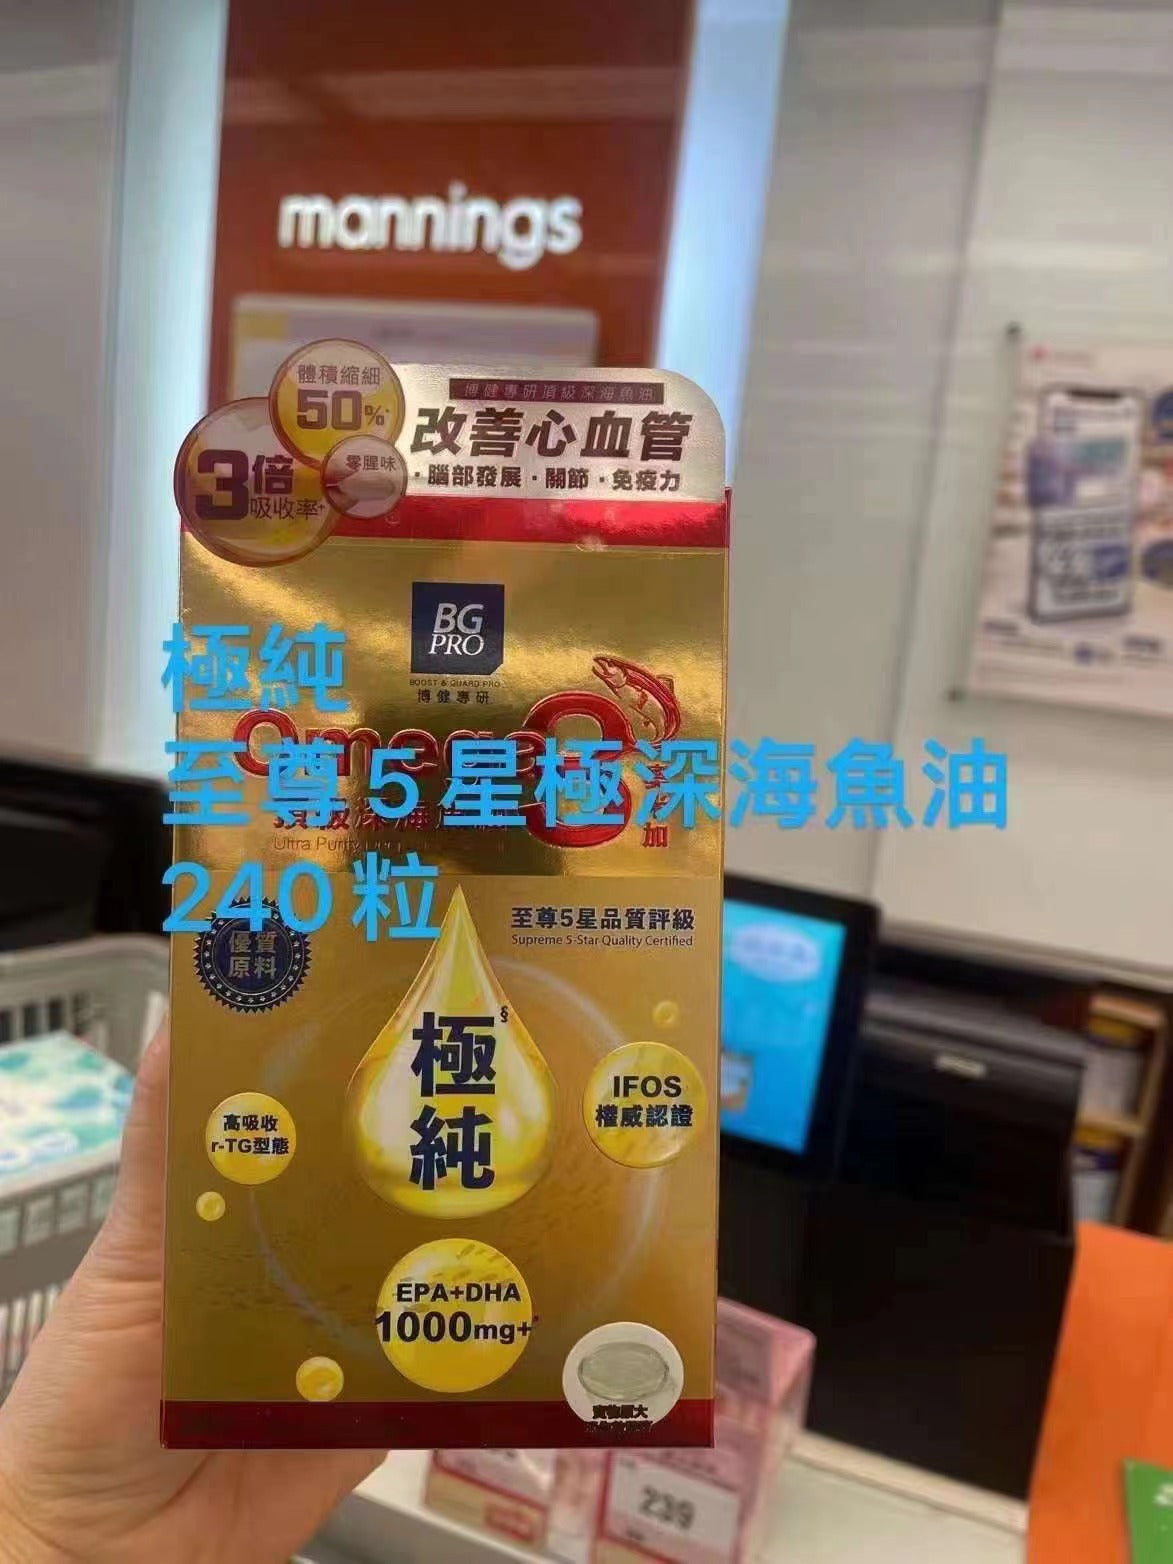 mannings
體積縮細
50%
3倍
吸收率+
零腥味
博健專研頂級深海魚油
改善心血管
·腦部發展·關節·免疫力
BG
PRO
BOOST & GUARD PRO
博健專研
極純
Omega 3
至尊5星極深海魚油
加
Ultra Purity
240粒
優質
原料
至尊5星品質評級
Supreme 5-Star Quality Certified
極純§
高吸收
r-TG型態
IFOS
權威認證
EPA+DHA
1000mg+
239